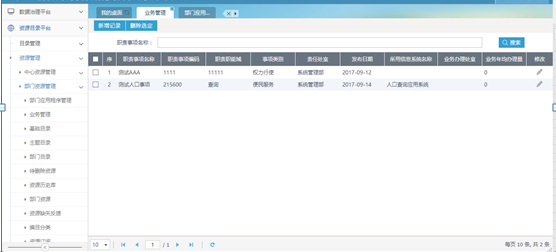 数据治理平台
我的桌面 业务管理 部门应用...
资源目录平台
新增记录 删除选定
目录管理
职责事项名称: 搜索
资源管理
序 职责事项名称 职责事项编码 职责职能域 事项类别 责任处室 发布日期 所用信息系统名称 业务办理处室 业务年均办理量 修改
中心资源管理
1 测试AAA 1111 11111 权力行使 系统管理部 2017-09-12 0
部门资源管理
2 测试人口事项 215600 查询 便民服务 系统管理部 2017-09-14 人口查询应用系统 0
部门应用程序管理
业务管理
基础目录
主题目录
部门目录
待删除资源
资源历史库
部门资源
资源缺失反馈
编目分类
10 1 / 1 每页 10 条, 共 2 条